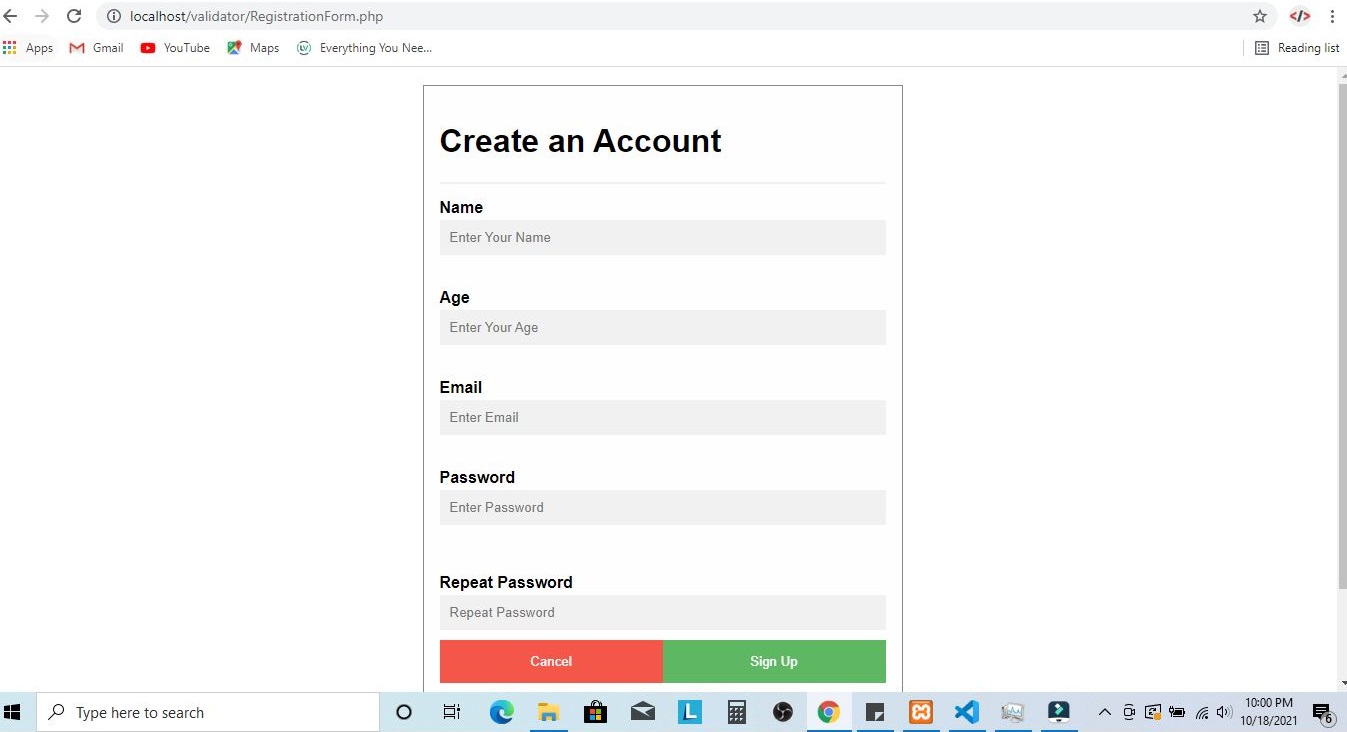 localhost/validator/RegistrationForm.php
Apps Gmail YouTube Maps Everything You Nee... Reading list
Create an Account
Name
Enter Your Name
Age
Enter Your Age
Email
Enter Email
Password
Enter Password
Repeat Password
Repeat Password
Cancel Sign Up
Type here to search
L
10:00 PM
10/18/2021
6